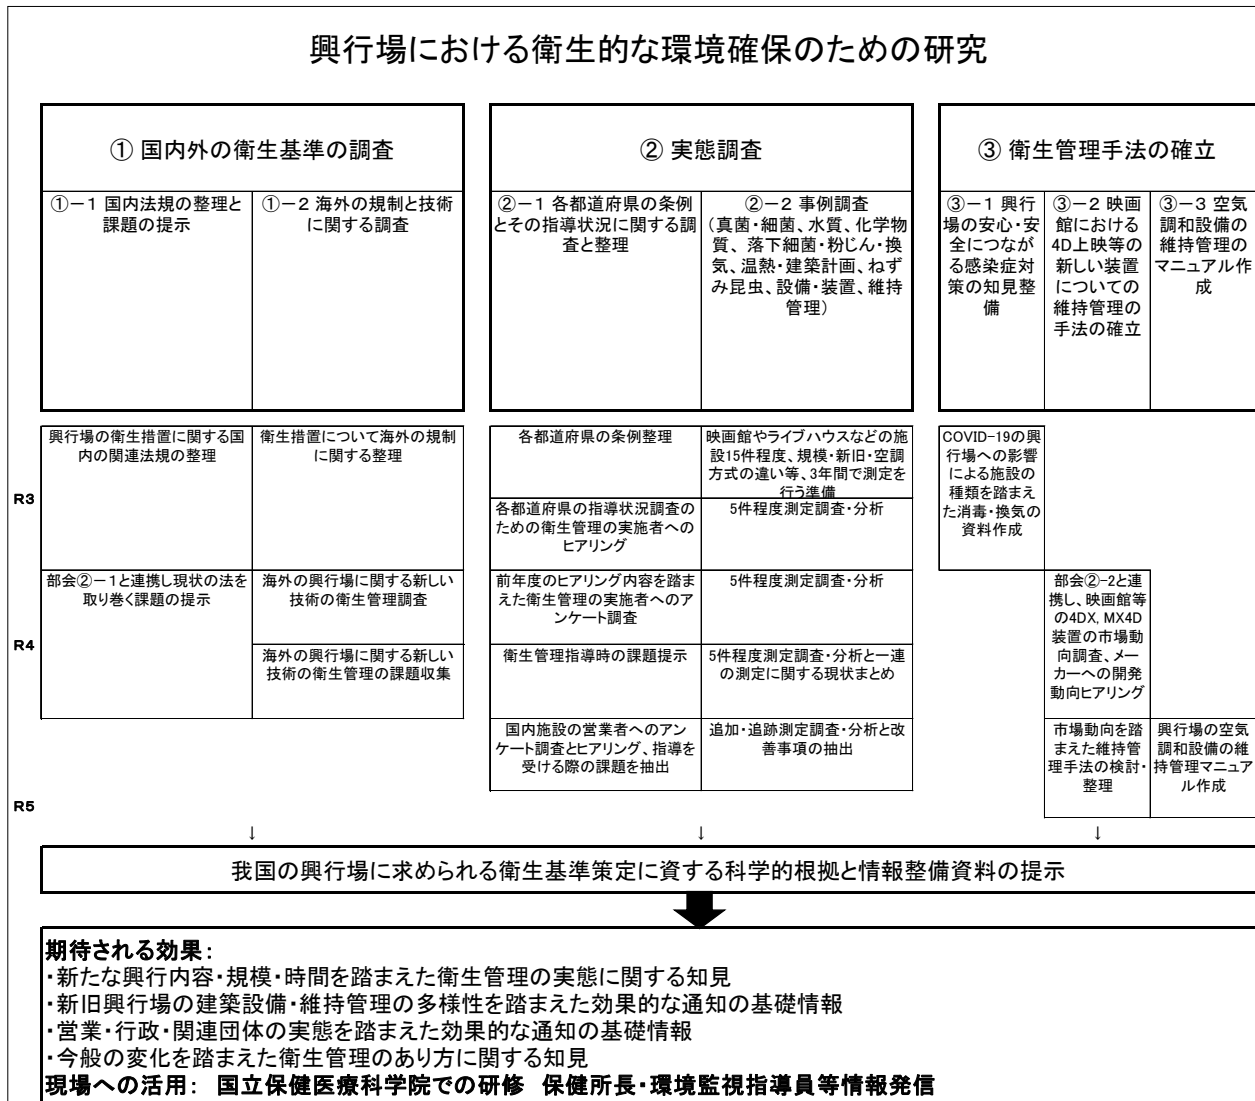 興行場における衛生的な環境確保のための研究
① 国内外の衛生基準の調査
①－1 国内法規の整理と
課題の提示
①－2 海外の規制と技術
に関する調査
② 実態調査
②－1 各都道府県の条例
とその指導状況に関する調
査と整理
②－2 事例調査
(真菌・細菌、水質、化学物
質、落下細菌・粉じん・換
気、温熱・建築計画、ねず
み昆虫、設備・装置、維持
管理)
③ 衛生管理手法の確立
③－1 興行
場の安心・安
全につなが
る感染症対
策の知見整
備
③－2 映画
館における
4D上映等の
新しい装置
についての
維持管理の
手法の確立
③－3 空気
調和設備の
維持管理の
マニュアル作
成
R3
興行場の衛生措置に関する国
内の関連法規の整理
衛生措置について海外の規制
に関する整理
各都道府県の条例整理
映画館やライブハウスなどの施
設15件程度、規模・新旧・空調
方式の違い等、3年間で測定を
行う準備
各都道府県の指導状況調査の
ための衛生管理の実施者への
ヒアリング
5件程度測定調査・分析
COVID-19の興
行場への影響
による施設の
種類を踏まえ
た消毒・換気の
資料作成
R4
部会②－1と連携し現状の法を
取り巻く課題の提示
海外の興行場に関する新しい
技術の衛生管理調査
海外の興行場に関する新しい
技術の衛生管理の課題収集
前年度のヒアリング内容を踏ま
えた衛生管理の実施者へのア
ンケート調査
5件程度測定調査・分析
衛生管理指導時の課題提示
5件程度測定調査・分析と一連
の測定に関する現状まとめ
部会②-2と連
携し、映画館等
の4DX, MX4D
装置の市場動
向調査、メー
カーへの開発
動向ヒアリング
R5
国内施設の営業者へのアン
ケート調査とヒアリング、指導を
受ける際の課題を抽出
追加・追跡測定調査・分析と改
善事項の抽出
市場動向を踏
まえた維持管
理手法の検討・
整理
興行場の空気
調和設備の維
持管理マニュア
ル作成
↓ ↓ ↓
我国の興行場に求められる衛生基準策定に資する科学的根拠と情報整備資料の提示
期待される効果：
・新たな興行内容・規模・時間を踏まえた衛生管理の実態に関する知見
・新旧興行場の建築設備・維持管理の多様性を踏まえた効果的な通知の基礎情報
・営業・行政・関連団体の実態を踏まえた効果的な通知の基礎情報
・今般の変化を踏まえた衛生管理のあり方に関する知見
現場への活用： 国立保健医療科学院での研修 保健所長・環境監視指導員等情報発信